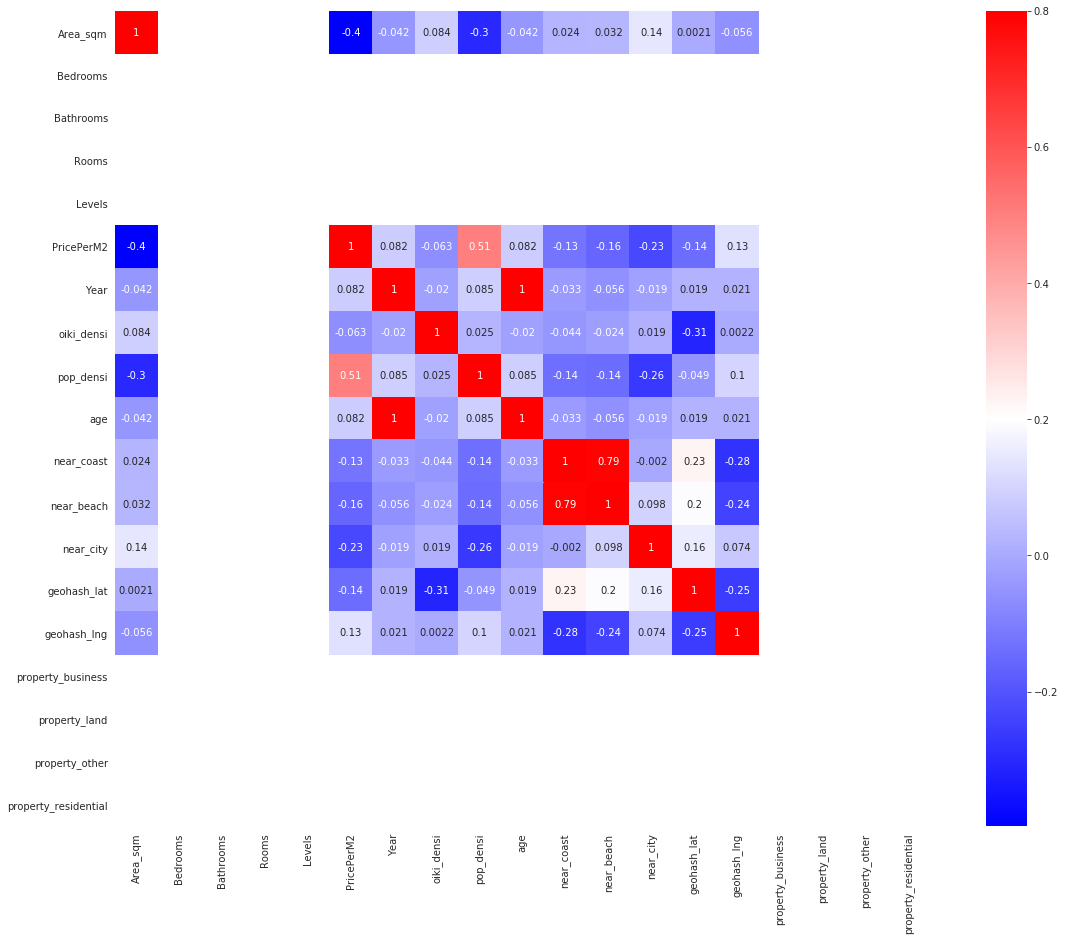 0.8
Area_sqm 1 -0.4 -0.042 0.084 -0.3 -0.042 0.024 0.032 0.14 0.0021 -0.056
Bedrooms
Bathrooms
0.6
Rooms
Levels
PricePerM2 -0.4 1 0.082 -0.063 0.51 0.082 -0.13 -0.16 -0.23 -0.14 0.13
0.4
Year -0.042 0.082 1 -0.02 0.085 1 -0.033 -0.056 -0.019 0.019 0.021
oiki_densi 0.084 -0.063 -0.02 1 0.025 -0.02 -0.044 -0.024 0.019 -0.31 0.0022
pop_densi -0.3 0.51 0.085 0.025 1 0.085 -0.14 -0.14 -0.26 -0.049 0.1
age -0.042 0.082 1 -0.02 0.085 1 -0.033 -0.056 -0.019 0.019 0.021
0.2
near_coast 0.024 -0.13 -0.033 -0.044 -0.14 -0.033 1 0.79 -0.002 0.23 -0.28
near_beach 0.032 -0.16 -0.056 -0.024 -0.14 -0.056 0.79 1 0.098 0.2 -0.24
near_city 0.14 -0.23 -0.019 0.019 -0.26 -0.019 -0.002 0.098 1 0.16 0.074
0.0
geohash_lat 0.0021 -0.14 0.019 -0.31 -0.049 0.019 0.23 0.2 0.16 1 -0.25
geohash_lng -0.056 0.13 0.021 0.0022 0.1 0.021 -0.28 -0.24 0.074 -0.25 1
property_business
−0.2
property_land
property_other
property_residential
Area_sqm
Bedrooms
Bathrooms
Rooms
Levels
PricePerM2
Year
oiki_densi
pop_densi
age
near_coast
near_beach
near_city
geohash_lat
geohash_lng
property_business
property_land
property_other
property_residential